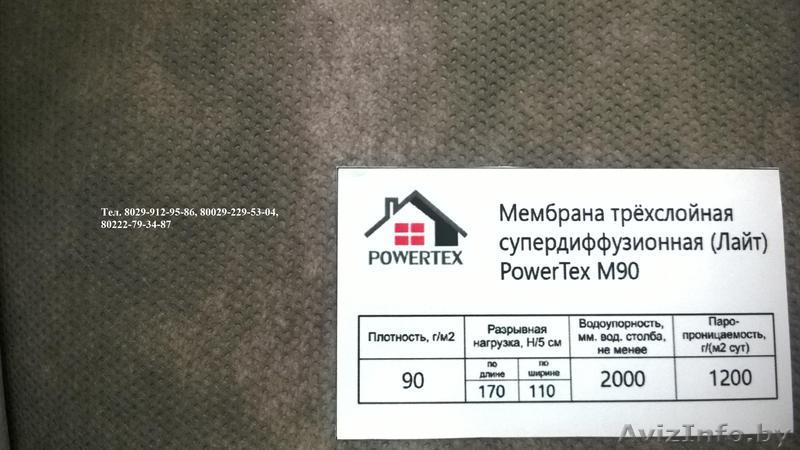 Тел. 8029-912-95-86, 80029-229-53-04,
80222-79-34-87
POWERTEX
Мембрана трёхслойная
супердиффузионная (Лайт)
PowerTex M90
Плотность, г/м2
Разрывная
нагрузка, Н/5 см
Водоупорность,
мм. вод. столба,
не менее
Паро-
проницаемость,
г/(м2 сут)
90
по
длине
по
ширине
170
110
2000
1200
AvizInfo.by